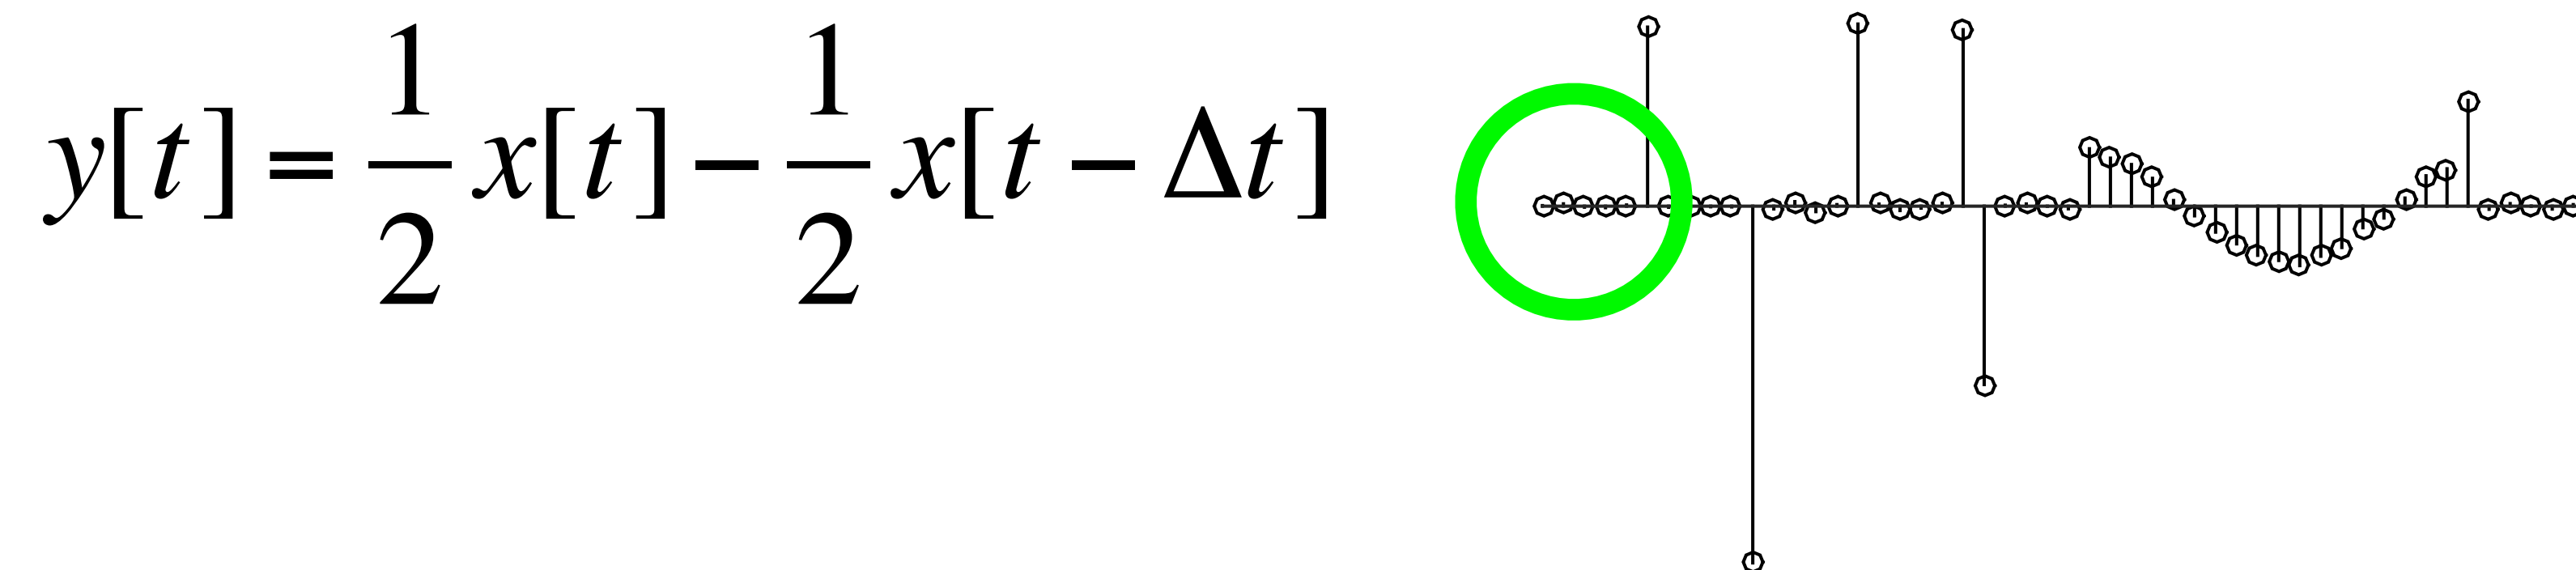 y[t] = 1/2 x[t] − 1/2 x[t − Δt]